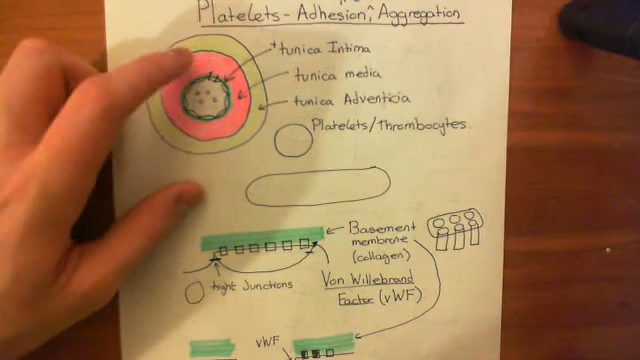 Platelets - Adhesion, Aggregation
tunica Intima
tunica media
tunica Adventicia
Platelets/Thrombocytes.
Basement
membrane
(collagen)
tight Junctions
Von Willebrand
Factor (vWF)
vWF